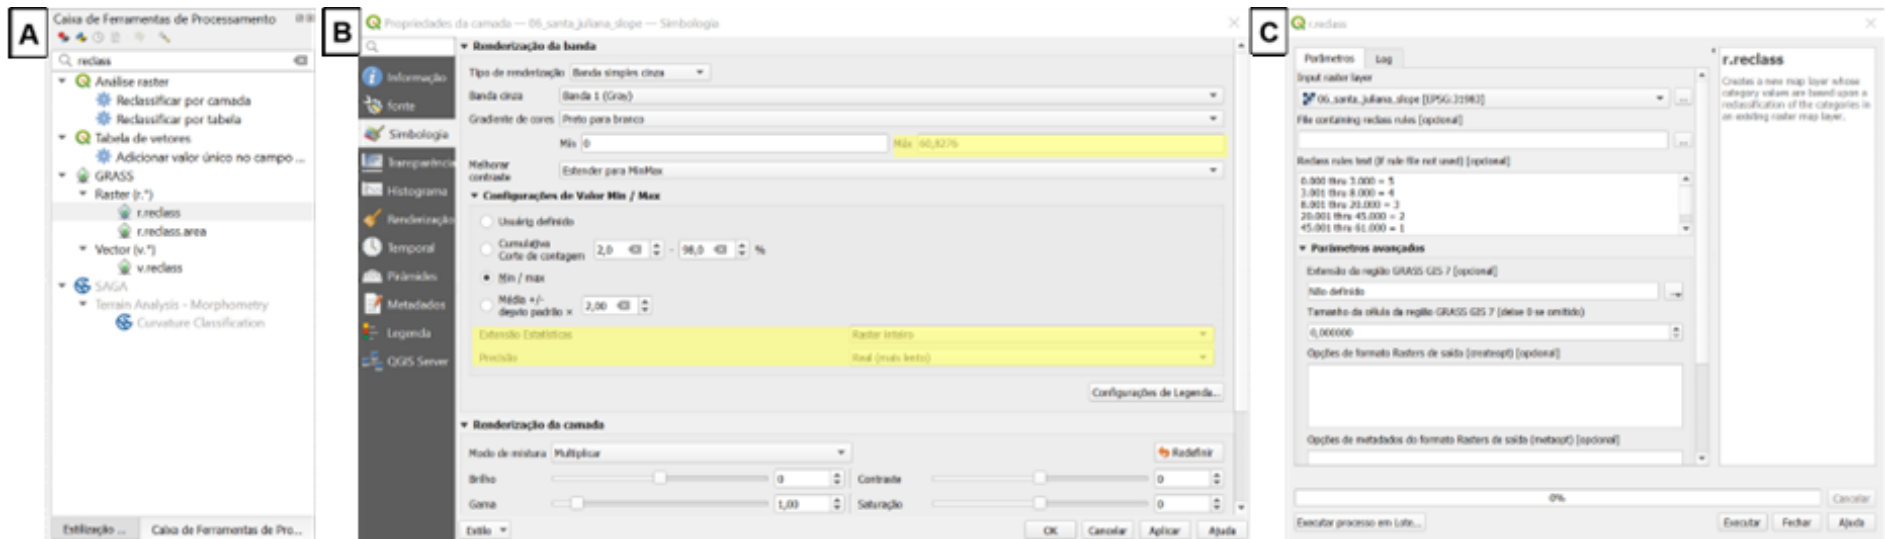 A
Caixa de Ferramentas de Processamento
reclass
Análise raster
Reclassificar por camada
Reclassificar por tabela
Tabela de vetores
Adicionar valor único no campo ...
GRASS
Raster (r.*)
r.reclass
r.reclass.area
Vector (v.*)
v.reclass
SAGA
Terrain Analysis - Morphometry
Curvature Classification
Estilização ...
Caixa de Ferramentas de Pro...
B
Propriedades da camada — 06_santa_juliana_slope — Simbologia
Informação
fonte
Simbologia
Transparência
Histograma
Renderização
Temporal
Pirâmides
Metadados
Legenda
QGIS Server
Renderização da banda
Tipo de renderização Banda simples cinza
Banda cinza Banda 1 (Gray)
Gradiente de cores Preto para branco
Mín 0 Máx 60,8276
Melhorar contraste Estender para MinMax
Configurações de Valor Min / Max
Usuário definido
Cumulativa
Corte de contagem 2,0 - 98,0 %
Min / max
Média +/-
desvio padrão × 2,00
Extensão Estatísticas Raster inteiro
Precisão Real (mais lento)
Configurações de Legenda...
Renderização da camada
Modo de mistura Multiplicar Redefinir
Brilho 0 Contraste 0
Gama 1,00 Saturação 0
Estilo OK Cancelar Aplicar Ajuda
C
r.reclass
Parâmetros Log
Input raster layer
06_santa_juliana_slope [EPSG:31983]
File containing reclass rules [opcional]
Reclass rules text (if rule file not used) [opcional]
0.000 thru 3.000 = 5
3.001 thru 8.000 = 4
8.001 thru 20.000 = 3
20.001 thru 45.000 = 2
45.001 thru 61.000 = 1
Parâmetros avançados
Extensão da região GRASS GIS 7 [opcional]
Não definido
Tamanho da célula da região GRASS GIS 7 (deixe 0 se omitido)
0,000000
Opções de formato Rasters de saída (createopt) [opcional]
Opções de metadados do formato Rasters de saída (metaopt) [opcional]
r.reclass
Creates a new map layer whose
category values are based upon a
reclassification of the categories in
an existing raster map layer.
0% Cancelar
Executar processo em Lote... Executar Fechar Ajuda